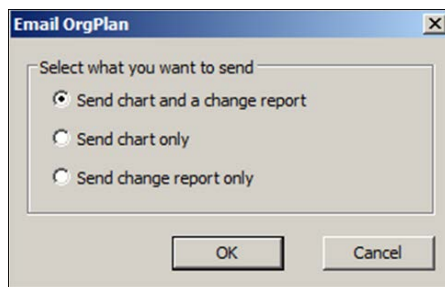 Email OrgPlan
Select what you want to send
Send chart and a change report
Send chart only
Send change report only
OK Cancel